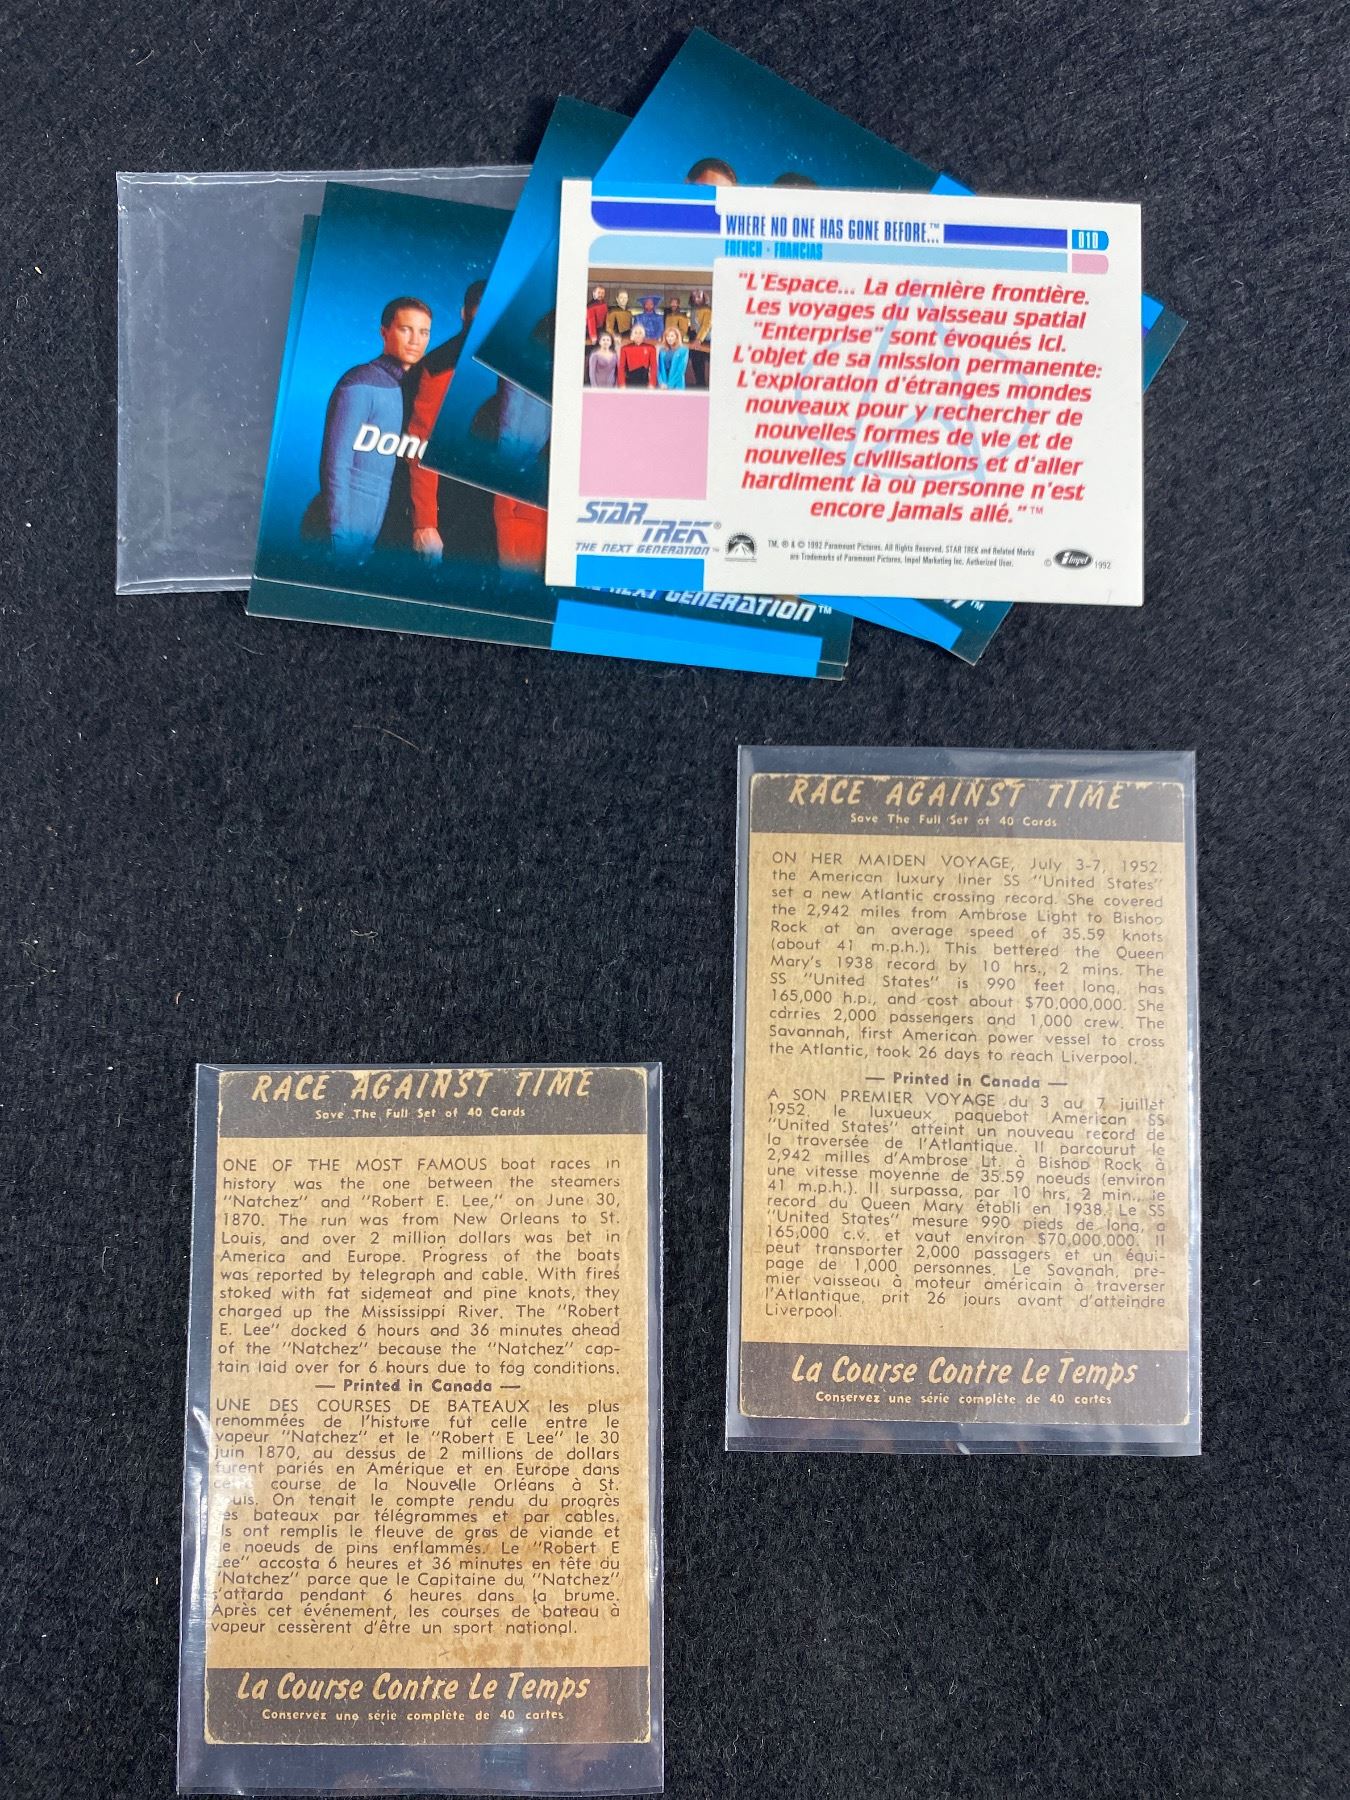 WHERE NO ONE HAS GONE BEFORE...™
010
FRENCH - FRANCIAS
"L'Espace... La dernière frontière.
Les voyages du vaisseau spatial
"Enterprise" sont évoqués ici.
L'objet de sa mission permanente:
L'exploration d'étranges mondes
nouveaux pour y rechercher de
nouvelles formes de vie et de
nouvelles civilisations et d'aller
hardiment là où personne n'est
encore jamais allé."™
STAR TREK®
THE NEXT GENERATION™
TM, ® & © 1992 Paramount Pictures. All Rights Reserved. STAR TREK and Related Marks
are Trademarks of Paramount Pictures, Impel Marketing Inc. Authorized User.
© Impel 1992
GENERATION™
RACE AGAINST TIME
Save The Full Set of 40 Cards
ON HER MAIDEN VOYAGE, July 3-7, 1952
the American luxury liner SS "United States"
set a new Atlantic crossing record. She covered
the 2,942 miles from Ambrose Light to Bishop
Rock at an average speed of 35.59 knots
(about 41 m.p.h.). This bettered the Queen
Mary's 1938 record by 10 hrs., 2 mins. The
SS "United States" is 990 feet long, has
165,000 h.p., and cost about $70,000,000. She
carries 2,000 passengers and 1,000 crew. The
Savannah, first American power vessel to cross
the Atlantic, took 26 days to reach Liverpool.
— Printed in Canada —
A SON PREMIER VOYAGE du 3 au 7 juillet
1952, le luxueux paquebot American SS
"United States" atteint un nouveau record de
la traversée de l'Atlantique. Il parcourut le
2,942 milles d'Ambrose Lt. à Bishop Rock à
une vitesse moyenne de 35.59 noeuds (environ
41 m.p.h.). Il surpassa, par 10 hrs, 2 min., le
record du Queen Mary établi en 1938. Le SS
"United States" mesure 990 pieds de long, a
165,000 c.v. et vaut environ $70,000,000. Il
peut transporter 2,000 passagers et un équi-
page de 1,000 personnes. Le Savanah, pre-
mier vaisseau à moteur américain à traverser
l'Atlantique, prit 26 jours avant d'atteindre
Liverpool.
La Course Contre Le Temps
Conservez une série complète de 40 cartes
RACE AGAINST TIME
Save The Full Set of 40 Cards
ONE OF THE MOST FAMOUS boat races in
history was the one between the steamers
"Natchez" and "Robert E. Lee," on June 30,
1870. The run was from New Orleans to St.
Louis, and over 2 million dollars was bet in
America and Europe. Progress of the boats
was reported by telegraph and cable. With fires
stoked with fat sidemeat and pine knots, they
charged up the Mississippi River. The "Robert
E. Lee" docked 6 hours and 36 minutes ahead
of the "Natchez" because the "Natchez" cap-
tain laid over for 6 hours due to fog conditions.
— Printed in Canada —
UNE DES COURSES DE BATEAUX les plus
renommées de l'histoire fut celle entre le
vapeur "Natchez" et le "Robert E Lee" le 30
juin 1870, au dessus de 2 millions de dollars
furent pariés en Amérique et en Europe dans
course de la Nouvelle Orléans à St.
On tenait le compte rendu du progrès
bateaux par télégrammes et par cables.
Ils ont remplis le fleuve de gras de viande et
de noeuds de pins enflammés. Le "Robert E
Lee" accosta 6 heures et 36 minutes en tête du
"Natchez" parce que le Capitaine du "Natchez"
s'attarda pendant 6 heures dans la brume.
Après cet événement, les courses de bateau à
vapeur cessèrent d'être un sport national.
La Course Contre Le Temps
Conservez une série complète de 40 cartes